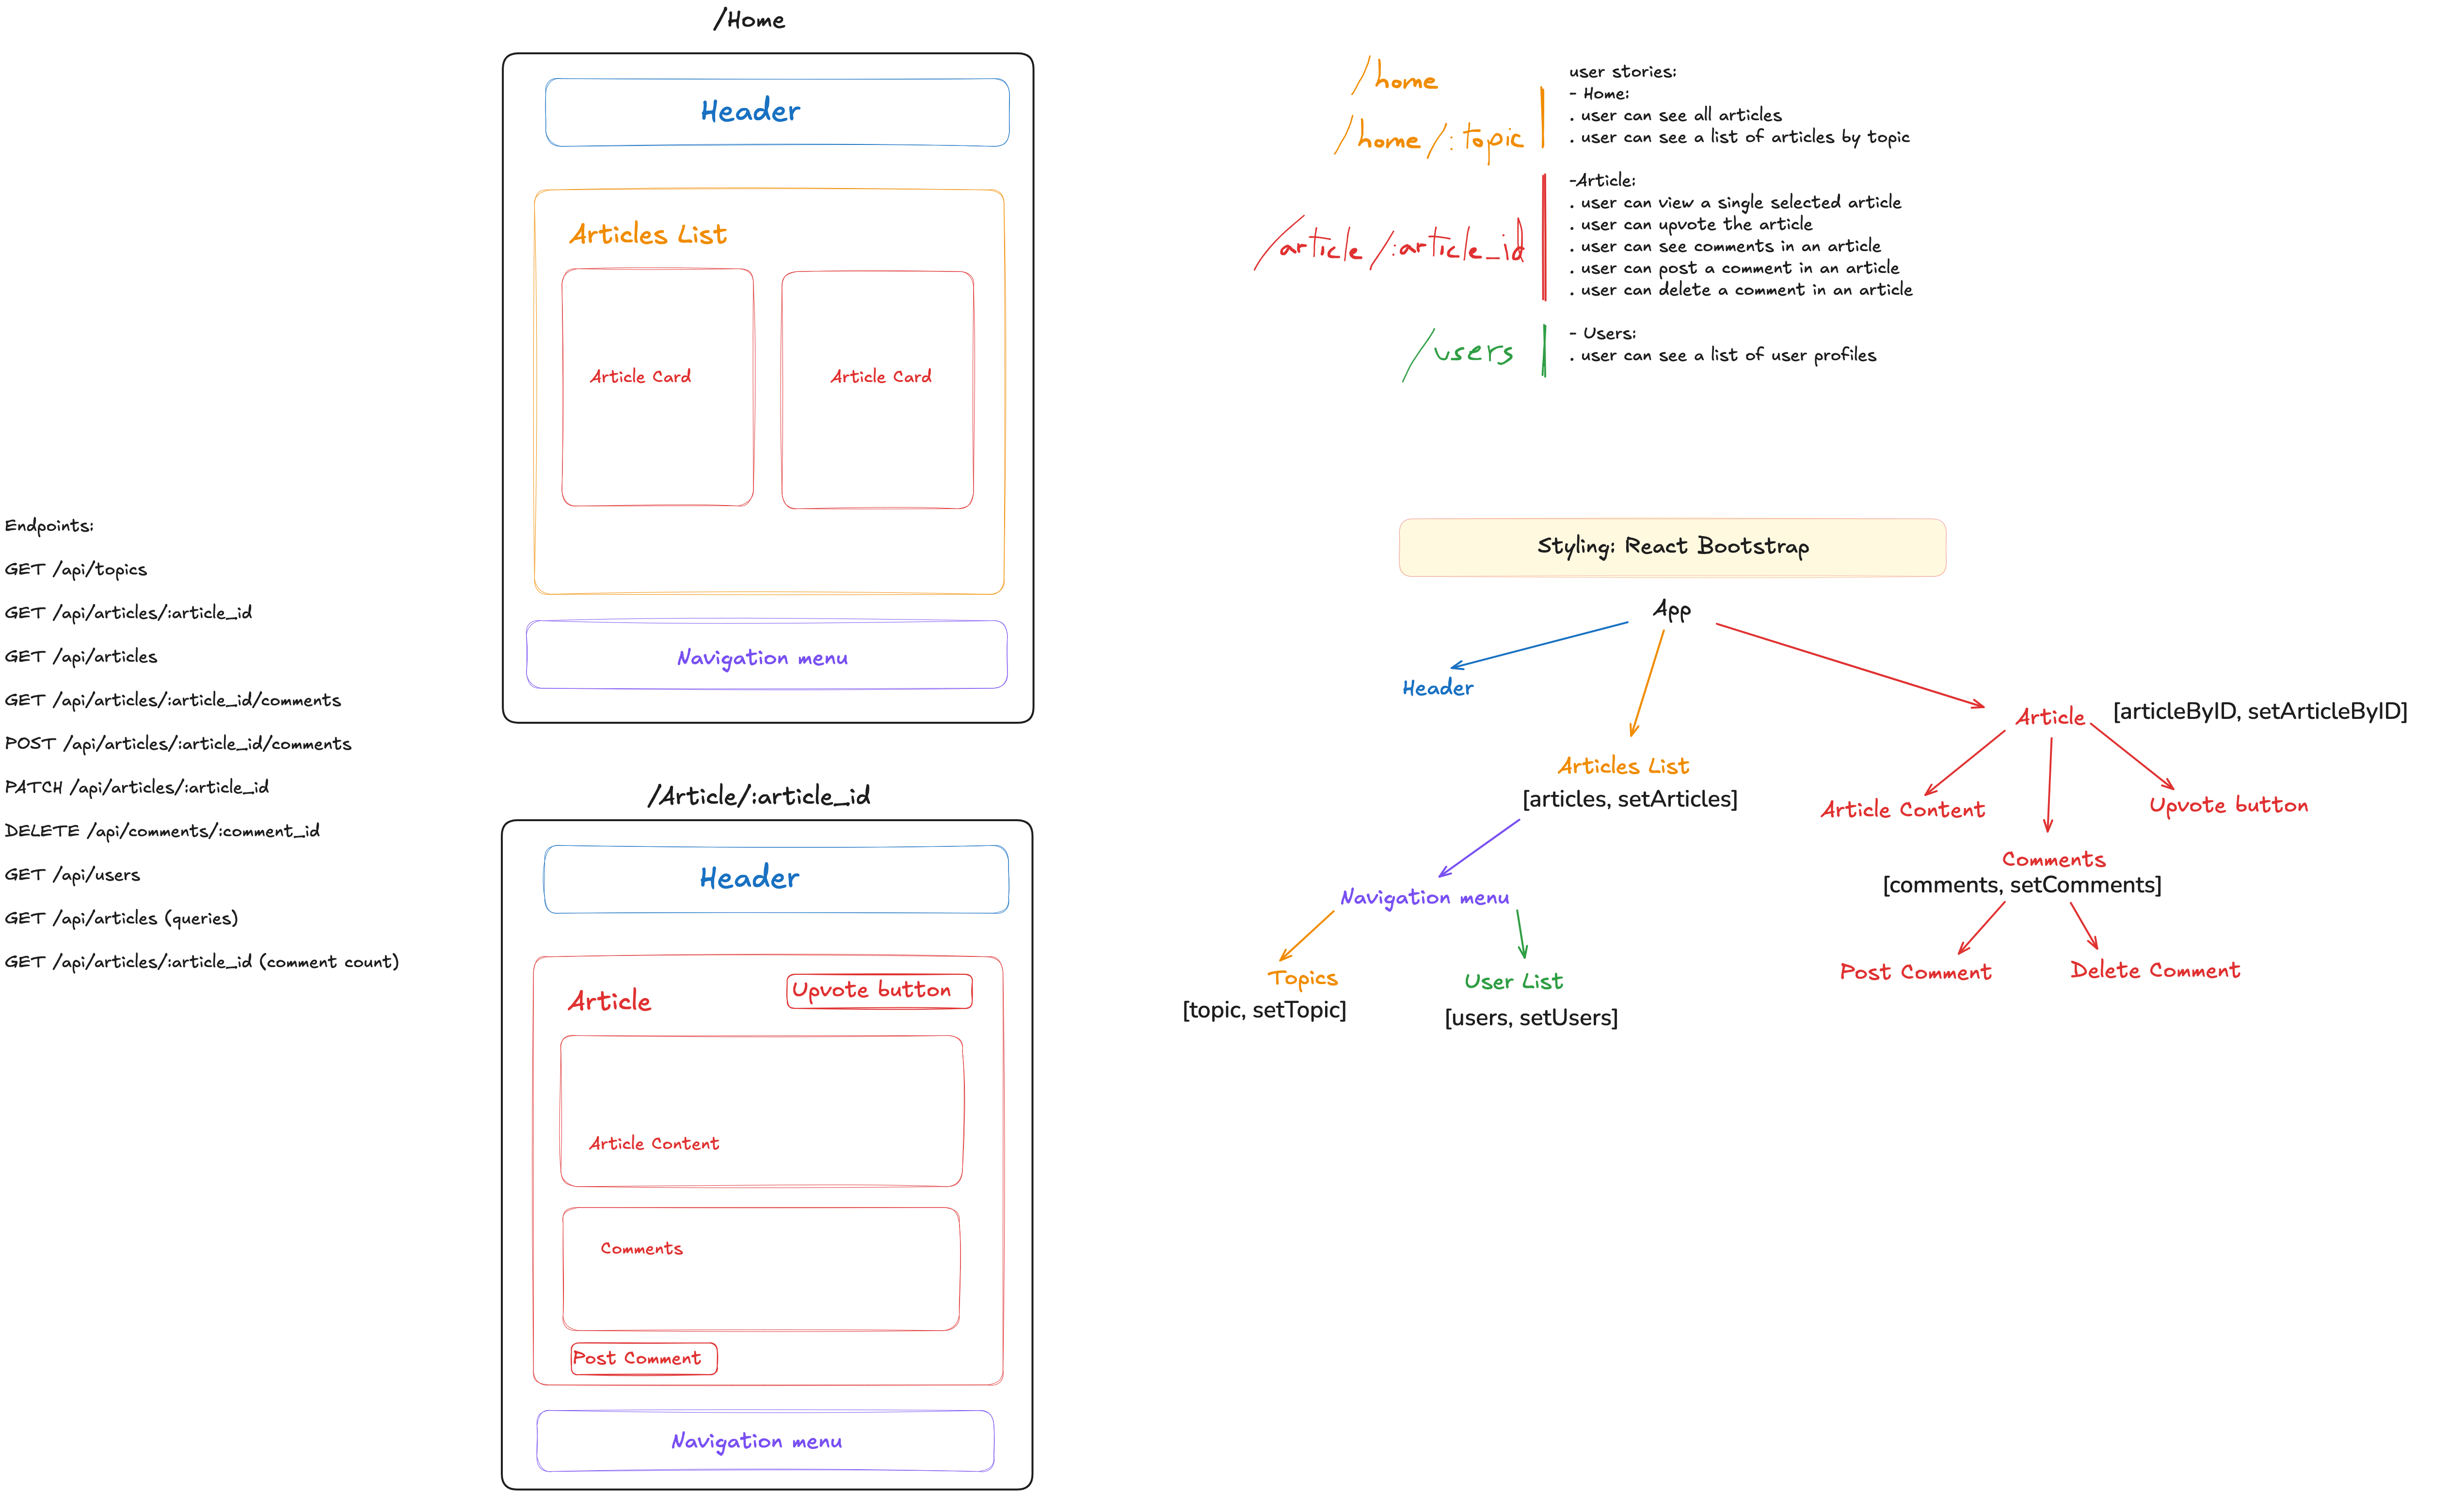 /Home
Header
Articles List
Article Card
Article Card
Navigation menu
Endpoints:
GET /api/topics
GET /api/articles/:article_id
GET /api/articles
GET /api/articles/:article_id/comments
POST /api/articles/:article_id/comments
PATCH /api/articles/:article_id
DELETE /api/comments/:comment_id
GET /api/users
GET /api/articles (queries)
GET /api/articles/:article_id (comment count)
/Article/:article_id
Header
Article
Upvote button
Article Content
Comments
Post Comment
Navigation menu
/home
/home/:topic
/article/:article_id
/users
user stories:
- Home:
. user can see all articles
. user can see a list of articles by topic
-Article:
. user can view a single selected article
. user can upvote the article
. user can see comments in an article
. user can post a comment in an article
. user can delete a comment in an article
- Users:
. user can see a list of user profiles
Styling: React Bootstrap
App
Header
Articles List
[articles, setArticles]
Navigation menu
Topics
[topic, setTopic]
User List
[users, setUsers]
Article
[articleByID, setArticleByID]
Article Content
Upvote button
Comments
[comments, setComments]
Post Comment
Delete Comment